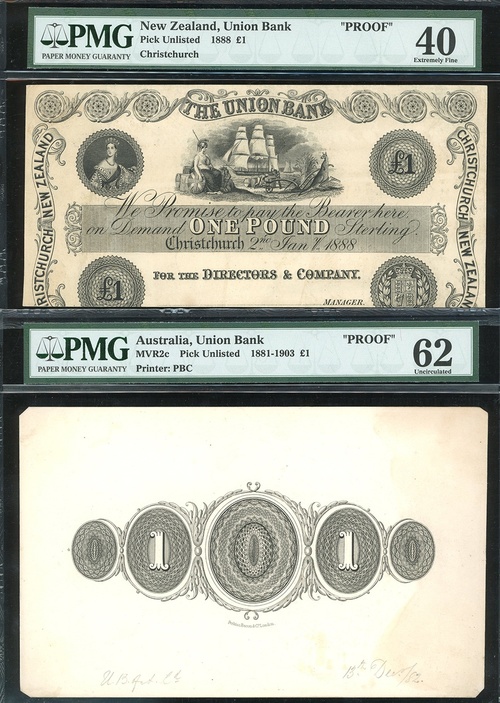 PMG
PAPER MONEY GUARANTY
New Zealand, Union Bank "PROOF"
Pick Unlisted 1888 £1
Christchurch
40
Extremely Fine
THE UNION BANK
CHRISTCHURCH NEW ZEALAND
CHRISTCHURCH NEW ZEALAND
£1
We Promise to pay the Bearer here
on Demand ONE POUND Sterling.
Christchurch 2ND Jany. 1888
FOR THE DIRECTORS & COMPANY.
£1
MANAGER.
PMG
PAPER MONEY GUARANTY
Australia, Union Bank "PROOF"
MVR2c Pick Unlisted 1881-1903 £1
Printer: PBC
62
Uncirculated
1 1